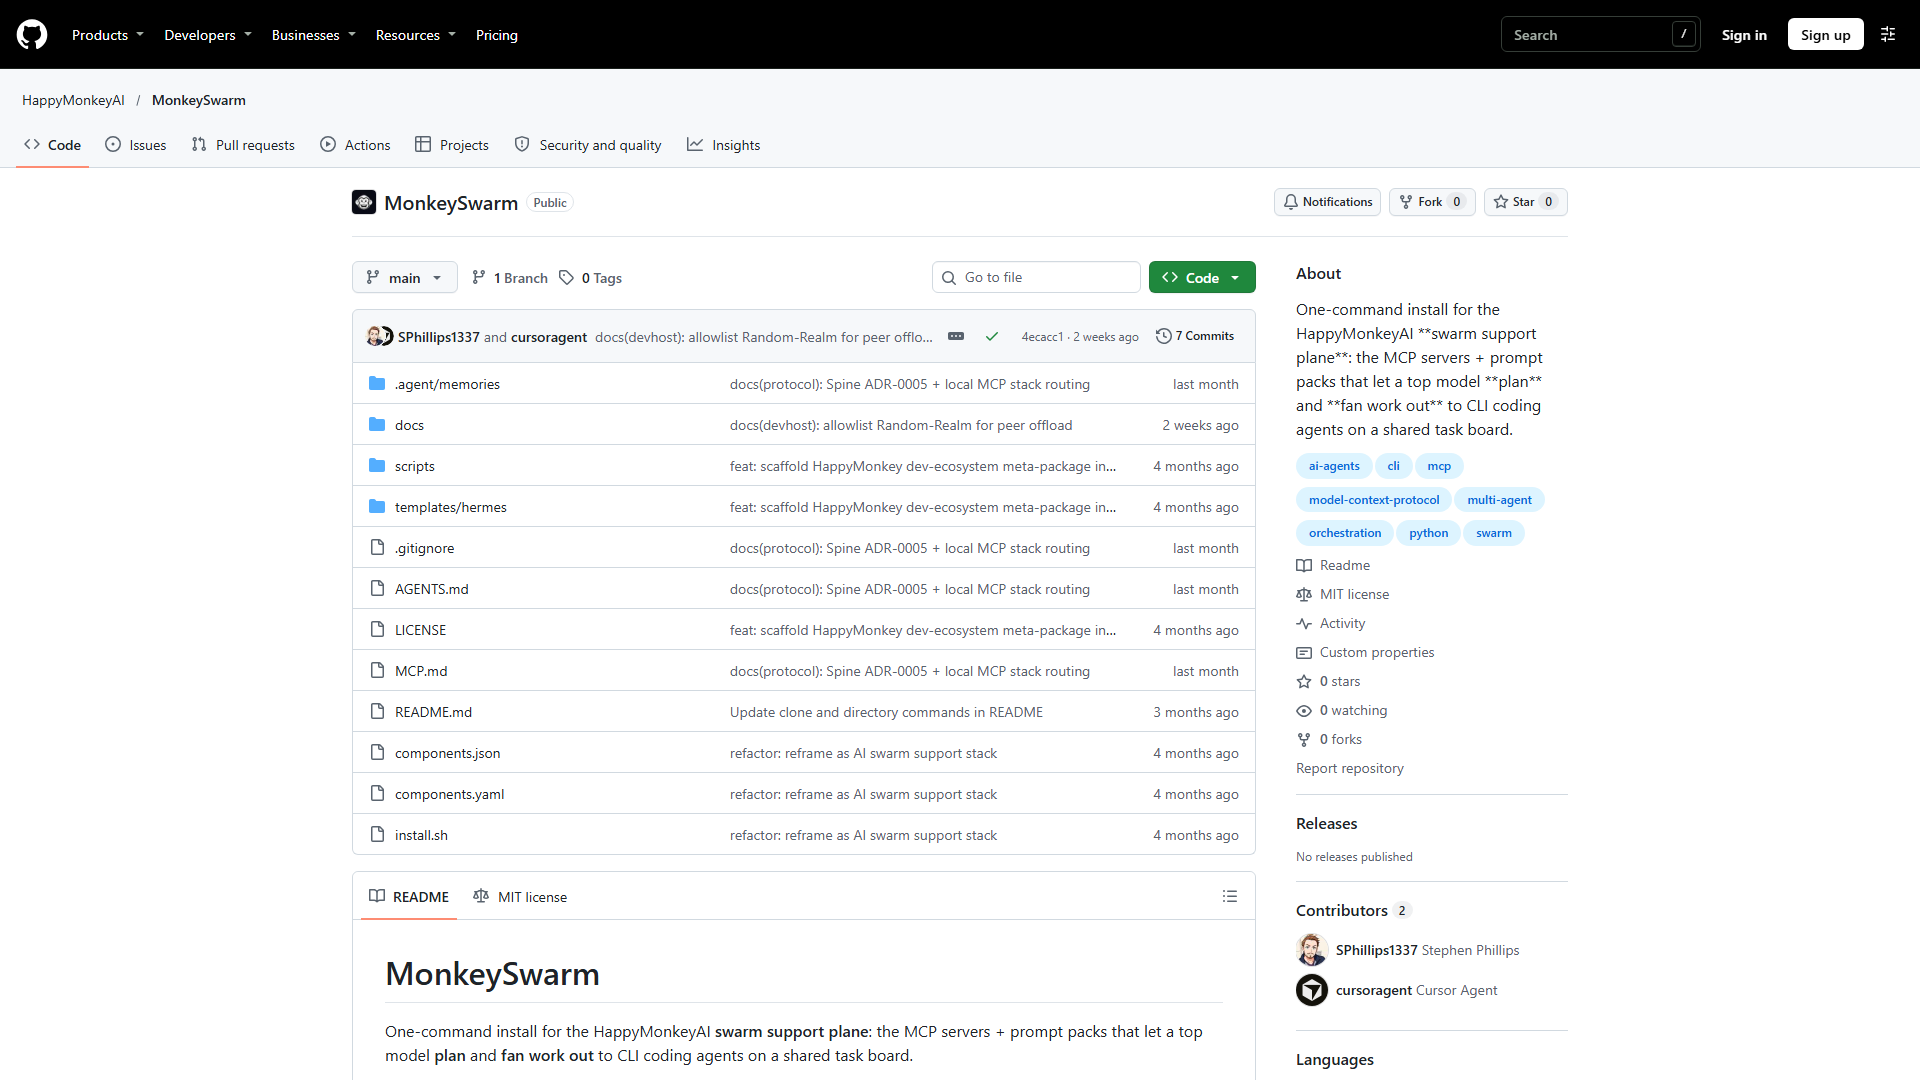 Products Developers Businesses Resources Pricing Search / Sign in Sign up
HappyMonkeyAI / MonkeySwarm
Code Issues Pull requests Actions Projects Security and quality Insights
MonkeySwarm Public Notifications Fork 0 Star 0
main 1 Branch 0 Tags Go to file Code
SPhillips1337 and cursoragent docs(devhost): allowlist Random-Realm for peer offlo... 4ecacc1 · 2 weeks ago 7 Commits
.agent/memories docs(protocol): Spine ADR-0005 + local MCP stack routing last month
docs docs(devhost): allowlist Random-Realm for peer offload 2 weeks ago
scripts feat: scaffold HappyMonkey dev-ecosystem meta-package in... 4 months ago
templates/hermes feat: scaffold HappyMonkey dev-ecosystem meta-package in... 4 months ago
.gitignore docs(protocol): Spine ADR-0005 + local MCP stack routing last month
AGENTS.md docs(protocol): Spine ADR-0005 + local MCP stack routing last month
LICENSE feat: scaffold HappyMonkey dev-ecosystem meta-package in... 4 months ago
MCP.md docs(protocol): Spine ADR-0005 + local MCP stack routing last month
README.md Update clone and directory commands in README 3 months ago
components.json refactor: reframe as AI swarm support stack 4 months ago
components.yaml refactor: reframe as AI swarm support stack 4 months ago
install.sh refactor: reframe as AI swarm support stack 4 months ago
README MIT license
MonkeySwarm
One-command install for the HappyMonkeyAI swarm support plane: the MCP servers + prompt packs that let a top
model plan and fan work out to CLI coding agents on a shared task board.
About
One-command install for the
HappyMonkeyAI **swarm support
plane**: the MCP servers + prompt
packs that let a top model **plan**
and **fan work out** to CLI coding
agents on a shared task board.
ai-agents cli mcp
model-context-protocol multi-agent
orchestration python swarm
Readme
MIT license
Activity
Custom properties
0 stars
0 watching
0 forks
Report repository
Releases
No releases published
Contributors 2
SPhillips1337 Stephen Phillips
cursoragent Cursor Agent
Languages